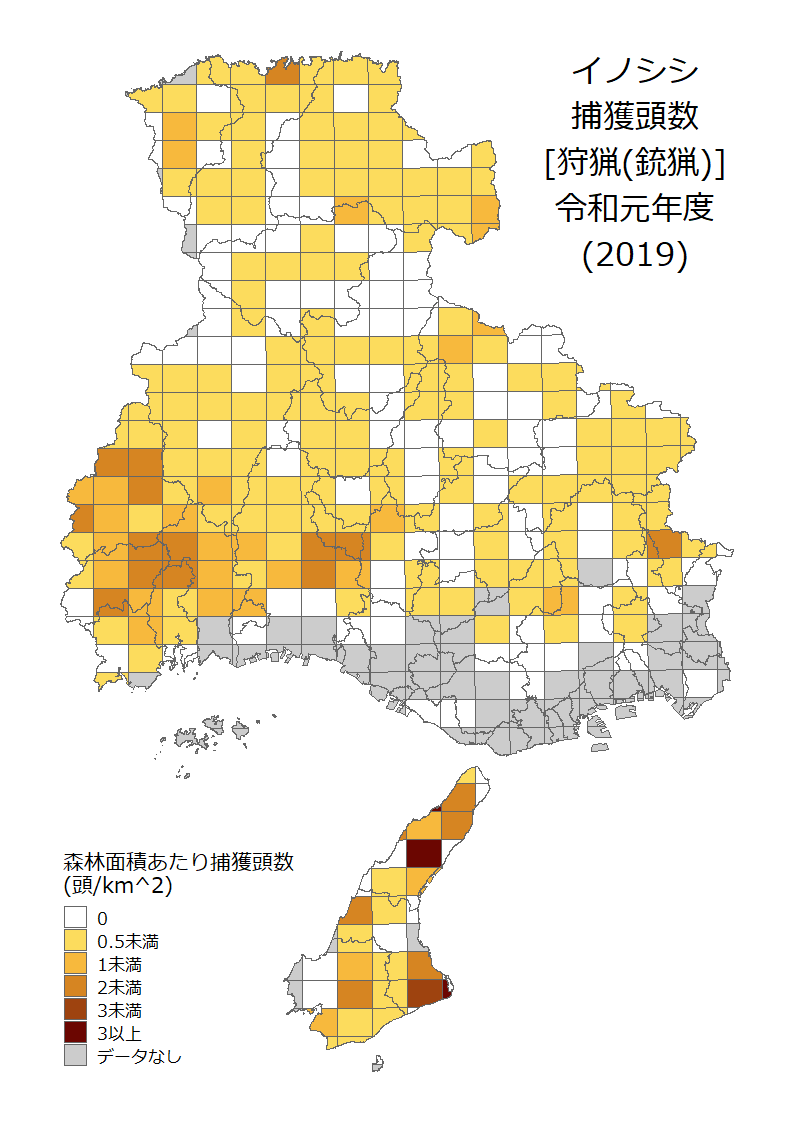 イノシシ
捕獲頭数
[狩猟(銃猟)]
令和元年度
(2019)
森林面積あたり捕獲頭数
(頭/km^2)
0
0.5未満
1未満
2未満
3未満
3以上
データなし